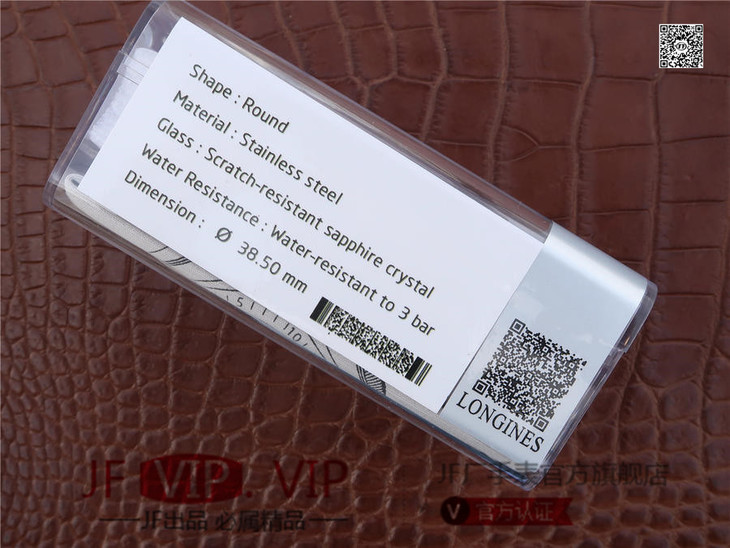 Shape : Round
Material : Stainless steel
Glass : Scratch-resistant sapphire crystal
Water Resistance : Water-resistant to 3 bar
Dimension : Ø 38.50 mm
LONGINES
JF VIP. VIP
JF出品 必属精品
JF厂手表官方旗舰店
V 官方认证